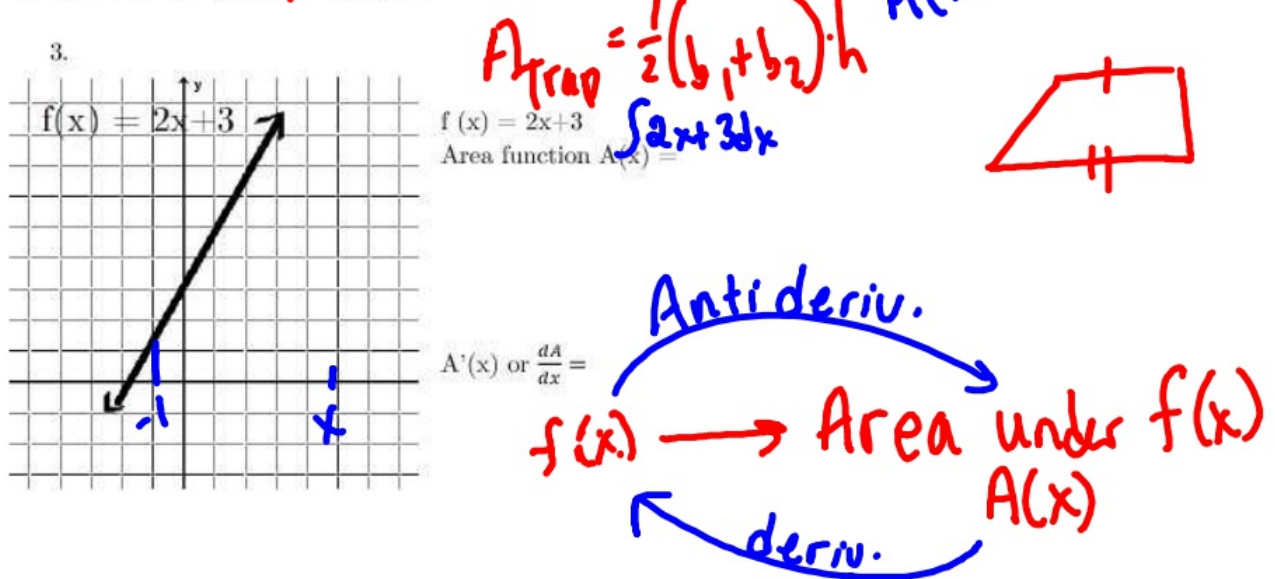 3.
A Trap = 1/2 (b₁+b₂)·h
f(x) = 2x+3
y
f (x) = 2x+3
∫2x+3dx
Area function A(x) =
Antideriv.
A'(x) or dA/dx =
-1
x
f(x) → Area under f(x)
A(x)
deriv.